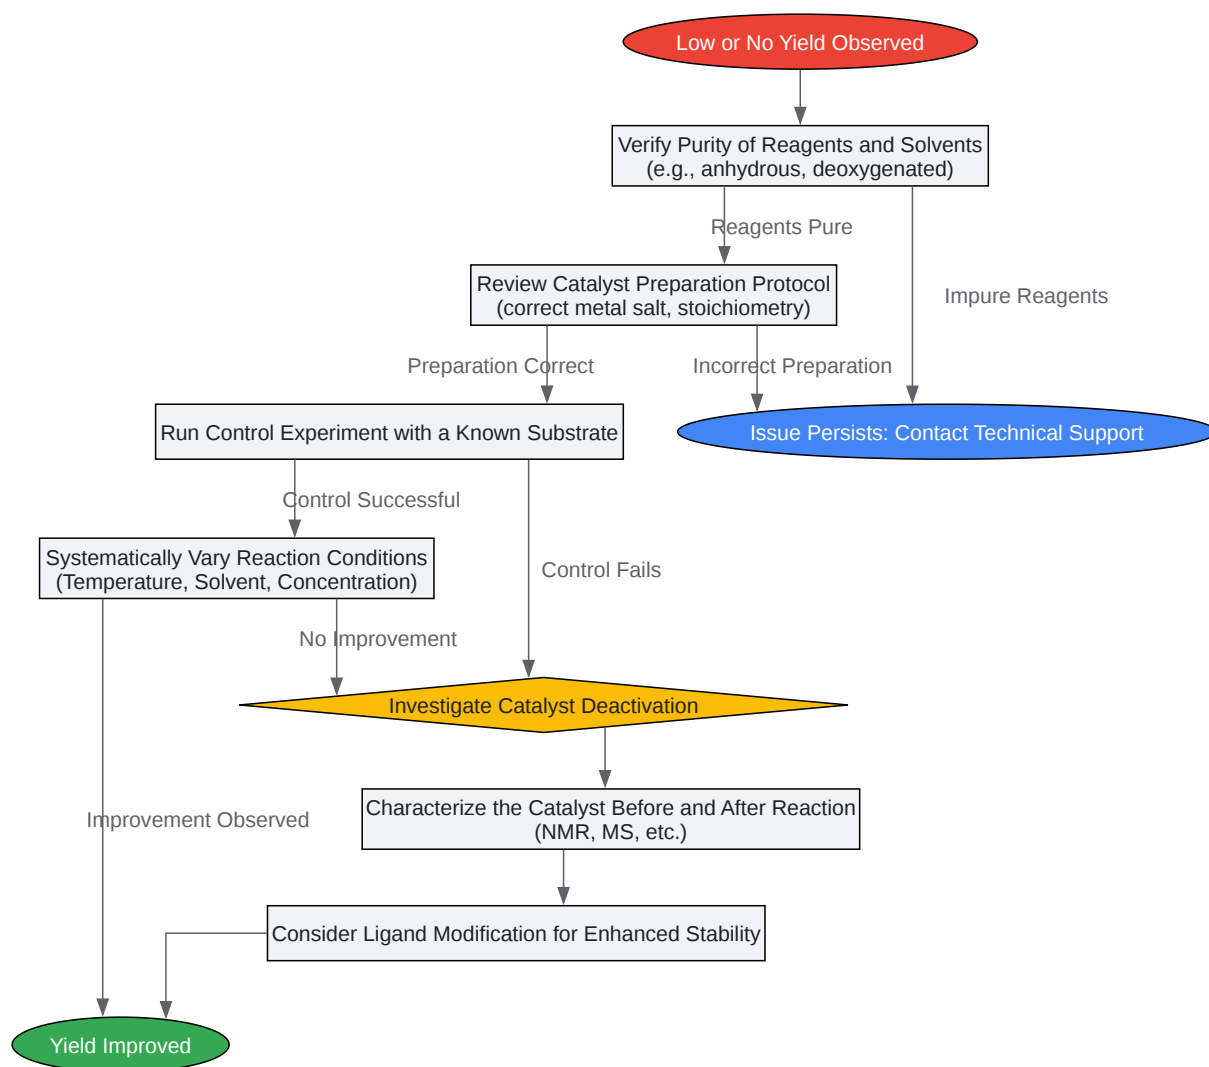 Low or No Yield Observed
Verify Purity of Reagents and Solvents
(e.g., anhydrous, deoxygenated)
Reagents Pure
Review Catalyst Preparation Protocol
(correct metal salt, stoichiometry)
Impure Reagents
Preparation Correct
Incorrect Preparation
Run Control Experiment with a Known Substrate
Issue Persists: Contact Technical Support
Control Successful
Systematically Vary Reaction Conditions
(Temperature, Solvent, Concentration)
Control Fails
No Improvement
Investigate Catalyst Deactivation
Characterize the Catalyst Before and After Reaction
(NMR, MS, etc.)
Improvement Observed
Consider Ligand Modification for Enhanced Stability
Yield Improved